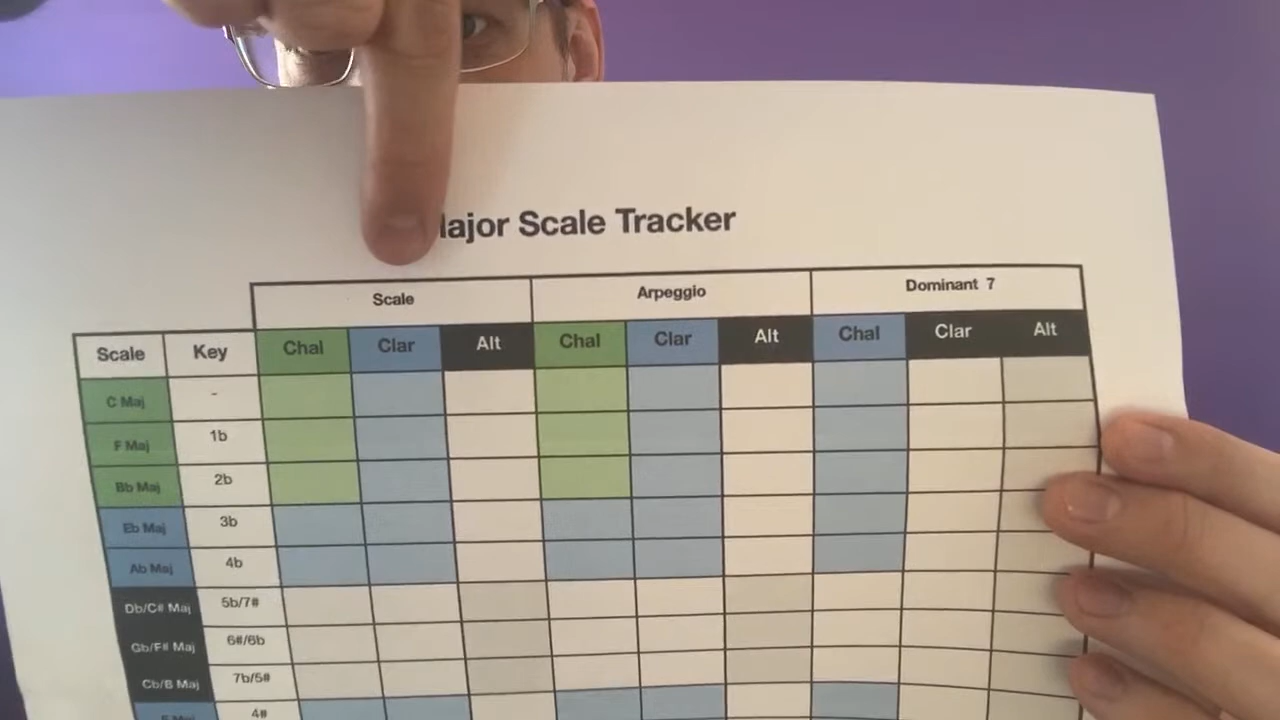 Major Scale Tracker
Scale Arpeggio Dominant 7
Scale Key Chal Clar Alt Chal Clar Alt Chal Clar Alt
C Maj -
F Maj 1b
Bb Maj 2b
Eb Maj 3b
Ab Maj 4b
Db/C# Maj 5b/7#
Gb/F# Maj 6#/6b
Cb/B Maj 7b/5#
E Maj 4#